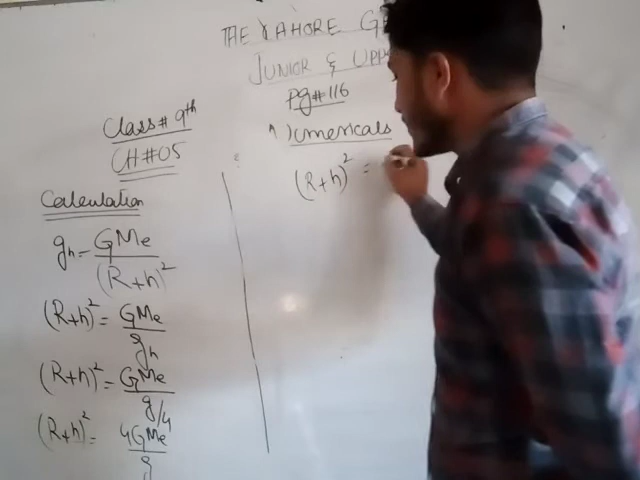 THE LAHORE
JUNIOR &
Pg#116
Class# 9th
CH#05
Numericals
Calculation
(R+h)² =
gh = GMe / (R+h)²
(R+h)² = GMe / gh
(R+h)² = GMe / g/4
(R+h)² = 4GMe / g